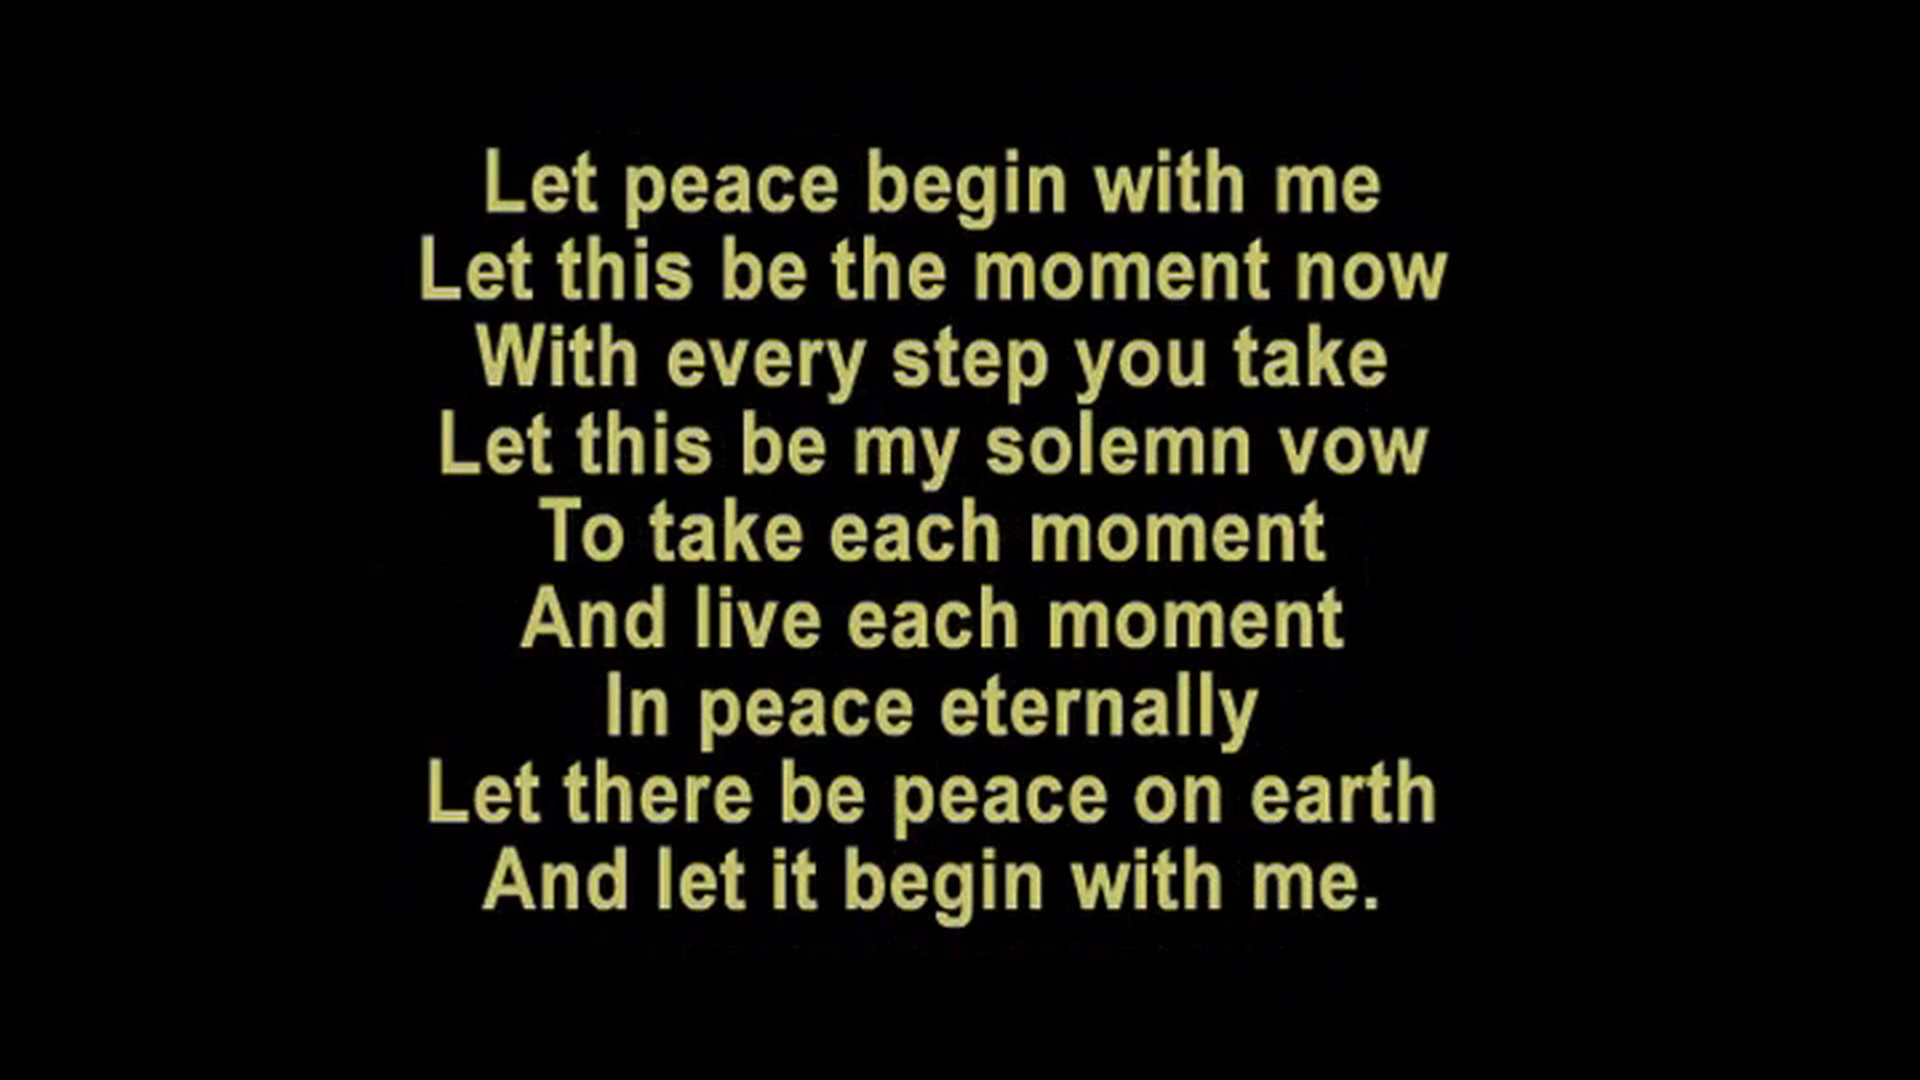 Let peace begin with me
Let this be the moment now
With every step you take
Let this be my solemn vow
To take each moment
And live each moment
In peace eternally
Let there be peace on earth
And let it begin with me.